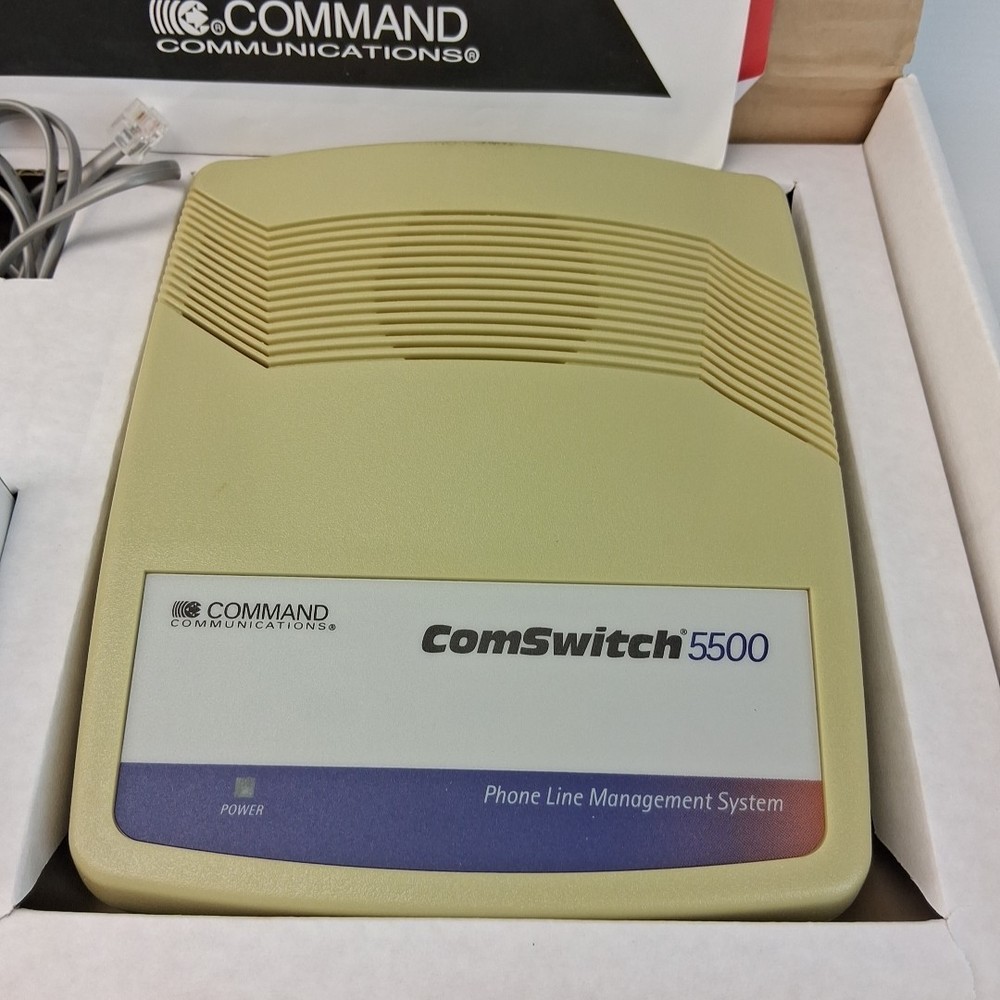 ®COMMAND
COMMUNICATIONS®
COMMAND
COMMUNICATIONS®
ComSwitch®5500
POWER
Phone Line Management System